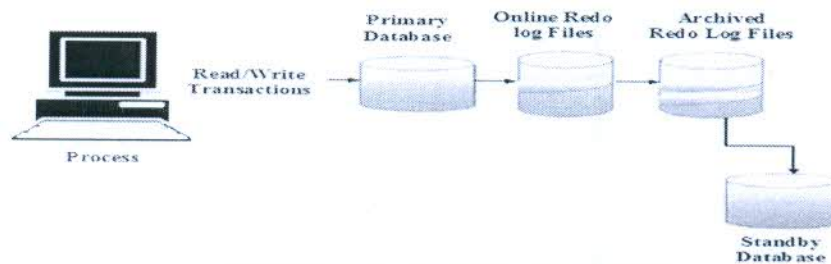 Primary
Database
Online Redo
log Files
Archived
Redo Log Files
Read/Write
Transactions
Process
Standby
Database